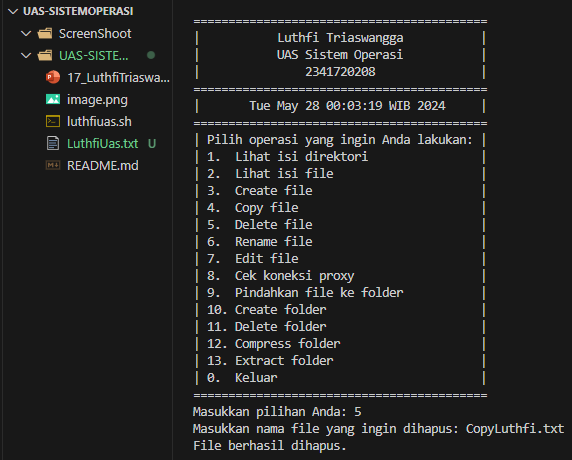 UAS-SISTEMOPERASI
ScreenShoot
UAS-SISTE...
17_LuthfiTriaswa...
image.png
luthfiuas.sh
LuthfiUas.txt U
README.md
==========================================
| Luthfi Triaswangga |
| UAS Sistem Operasi |
| 2341720208 |
==========================================
| Tue May 28 00:03:19 WIB 2024 |
==========================================
| Pilih operasi yang ingin Anda lakukan: |
| 1. Lihat isi direktori |
| 2. Lihat isi file |
| 3. Create file |
| 4. Copy file |
| 5. Delete file |
| 6. Rename file |
| 7. Edit file |
| 8. Cek koneksi proxy |
| 9. Pindahkan file ke folder |
| 10. Create folder |
| 11. Delete folder |
| 12. Compress folder |
| 13. Extract folder |
| 0. Keluar |
==========================================
Masukkan pilihan Anda: 5
Masukkan nama file yang ingin dihapus: CopyLuthfi.txt
File berhasil dihapus.